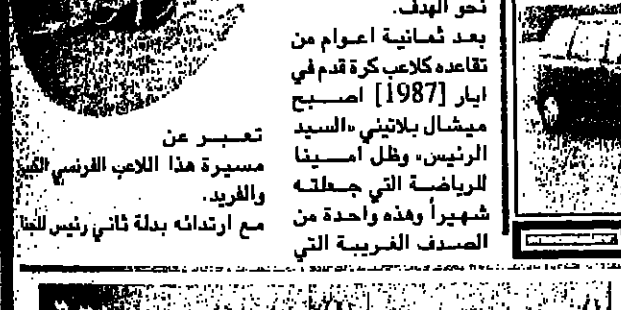 نحو الهدف.
بعد ثمانية اعوام من
تقاعده كلاعب كرة قدم في
ايار [1987] اصبح
ميشال بلاتيني «السيد
الرئيس» وظل امينا
للرياضة التي جعلته
شهيراً وهذه واحدة من
الصدف الغريبة التي
تعبر عن
مسيرة هذا اللاعب الفرنسي
والفريد.
مع ارتدائه بدلة ثاني رئيس